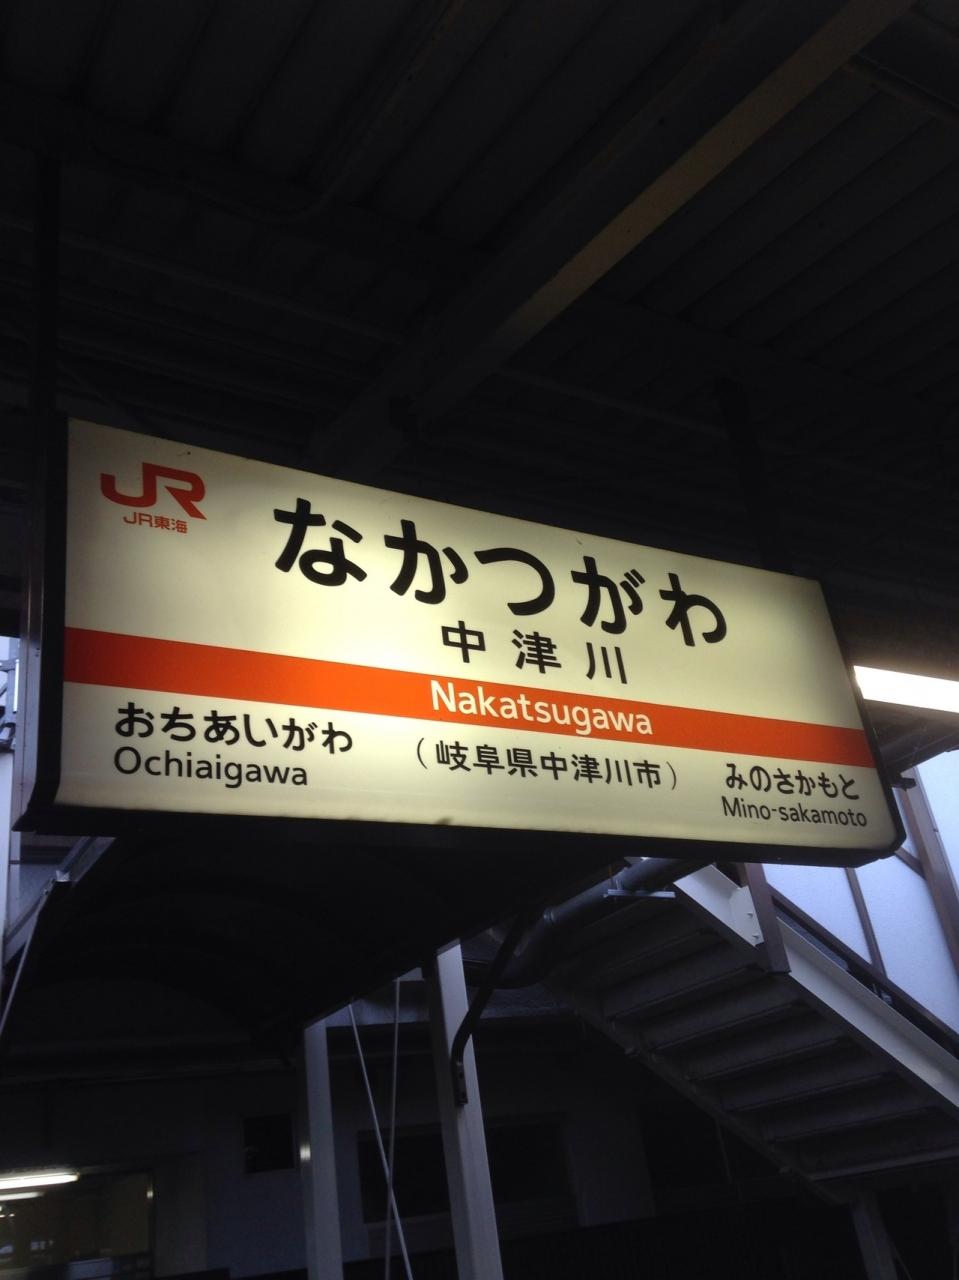 JR東海
なかつがわ
中津川
Nakatsugawa
おちあいがわ
Ochiaigawa
（岐阜県中津川市）
みのさかもと
Mino-sakamoto